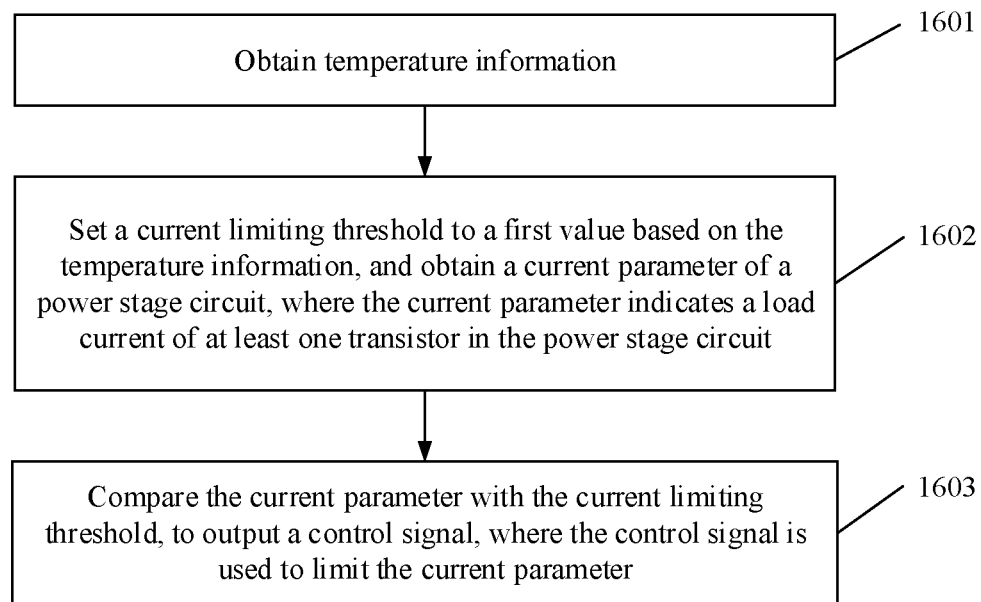 1601
Obtain temperature information
1602
Set a current limiting threshold to a first value based on the
temperature information, and obtain a current parameter of a
power stage circuit, where the current parameter indicates a load
current of at least one transistor in the power stage circuit
1603
Compare the current parameter with the current limiting
threshold, to output a control signal, where the control signal is
used to limit the current parameter